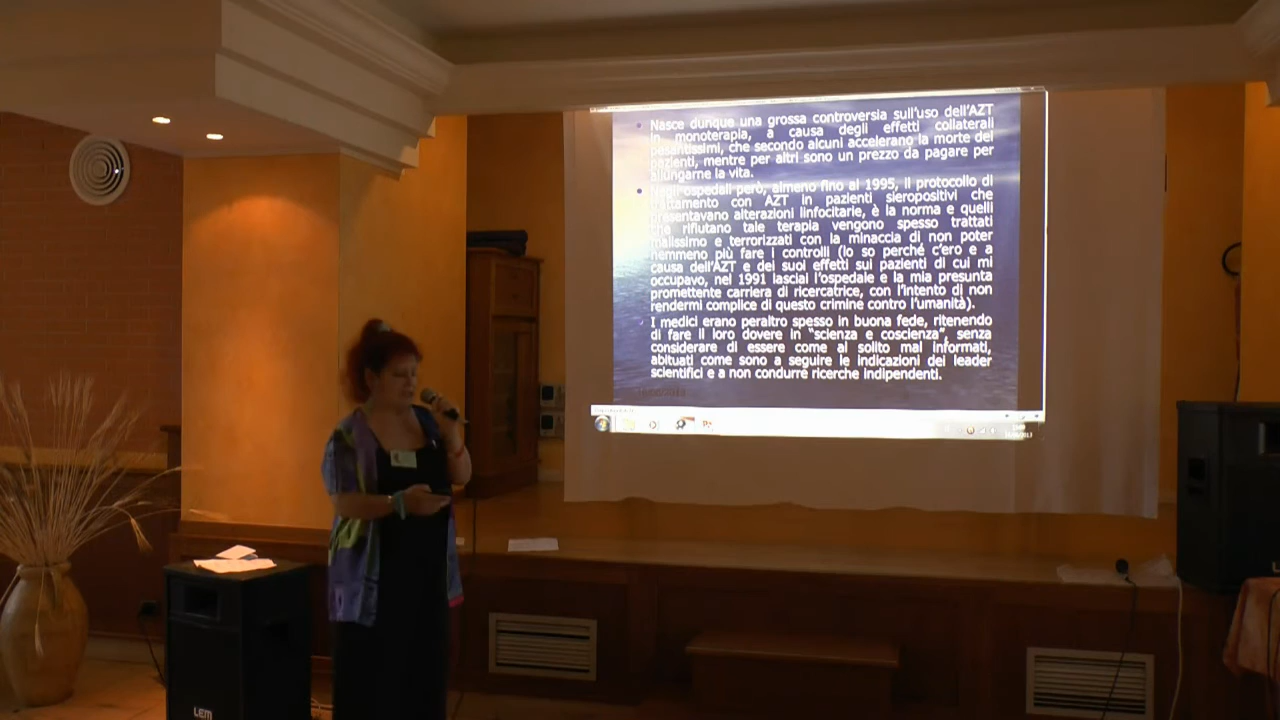 Nasce dunque una grossa controversia sull'uso dell'AZT
in monoterapia, a causa degli effetti collaterali
pesantissimi, che secondo alcuni accelerano la morte dei
pazienti, mentre per altri sono un prezzo da pagare per
allungarne la vita.
Negli ospedali però, almeno fino al 1995, il protocollo di
trattamento con AZT in pazienti sieropositivi che
presentavano alterazioni linfocitarie, è la norma e quelli
che rifiutano tale terapia vengono spesso trattati
malissimo e terrorizzati con la minaccia di non poter
nemmeno più fare i controlli (lo so perché c'ero e a
causa dell'AZT e dei suoi effetti sui pazienti di cui mi
occupavo, nel 1991 lasciai l'ospedale e la mia presunta
promettente carriera di ricercatrice, con l'intento di non
rendermi complice di questo crimine contro l'umanità).
I medici erano peraltro spesso in buona fede, ritenendo
di fare il loro dovere in "scienza e coscienza", senza
considerare di essere come al solito mal informati,
abituati come sono a seguire le indicazioni dei leader
scientifici e a non condurre ricerche indipendenti.
LEM